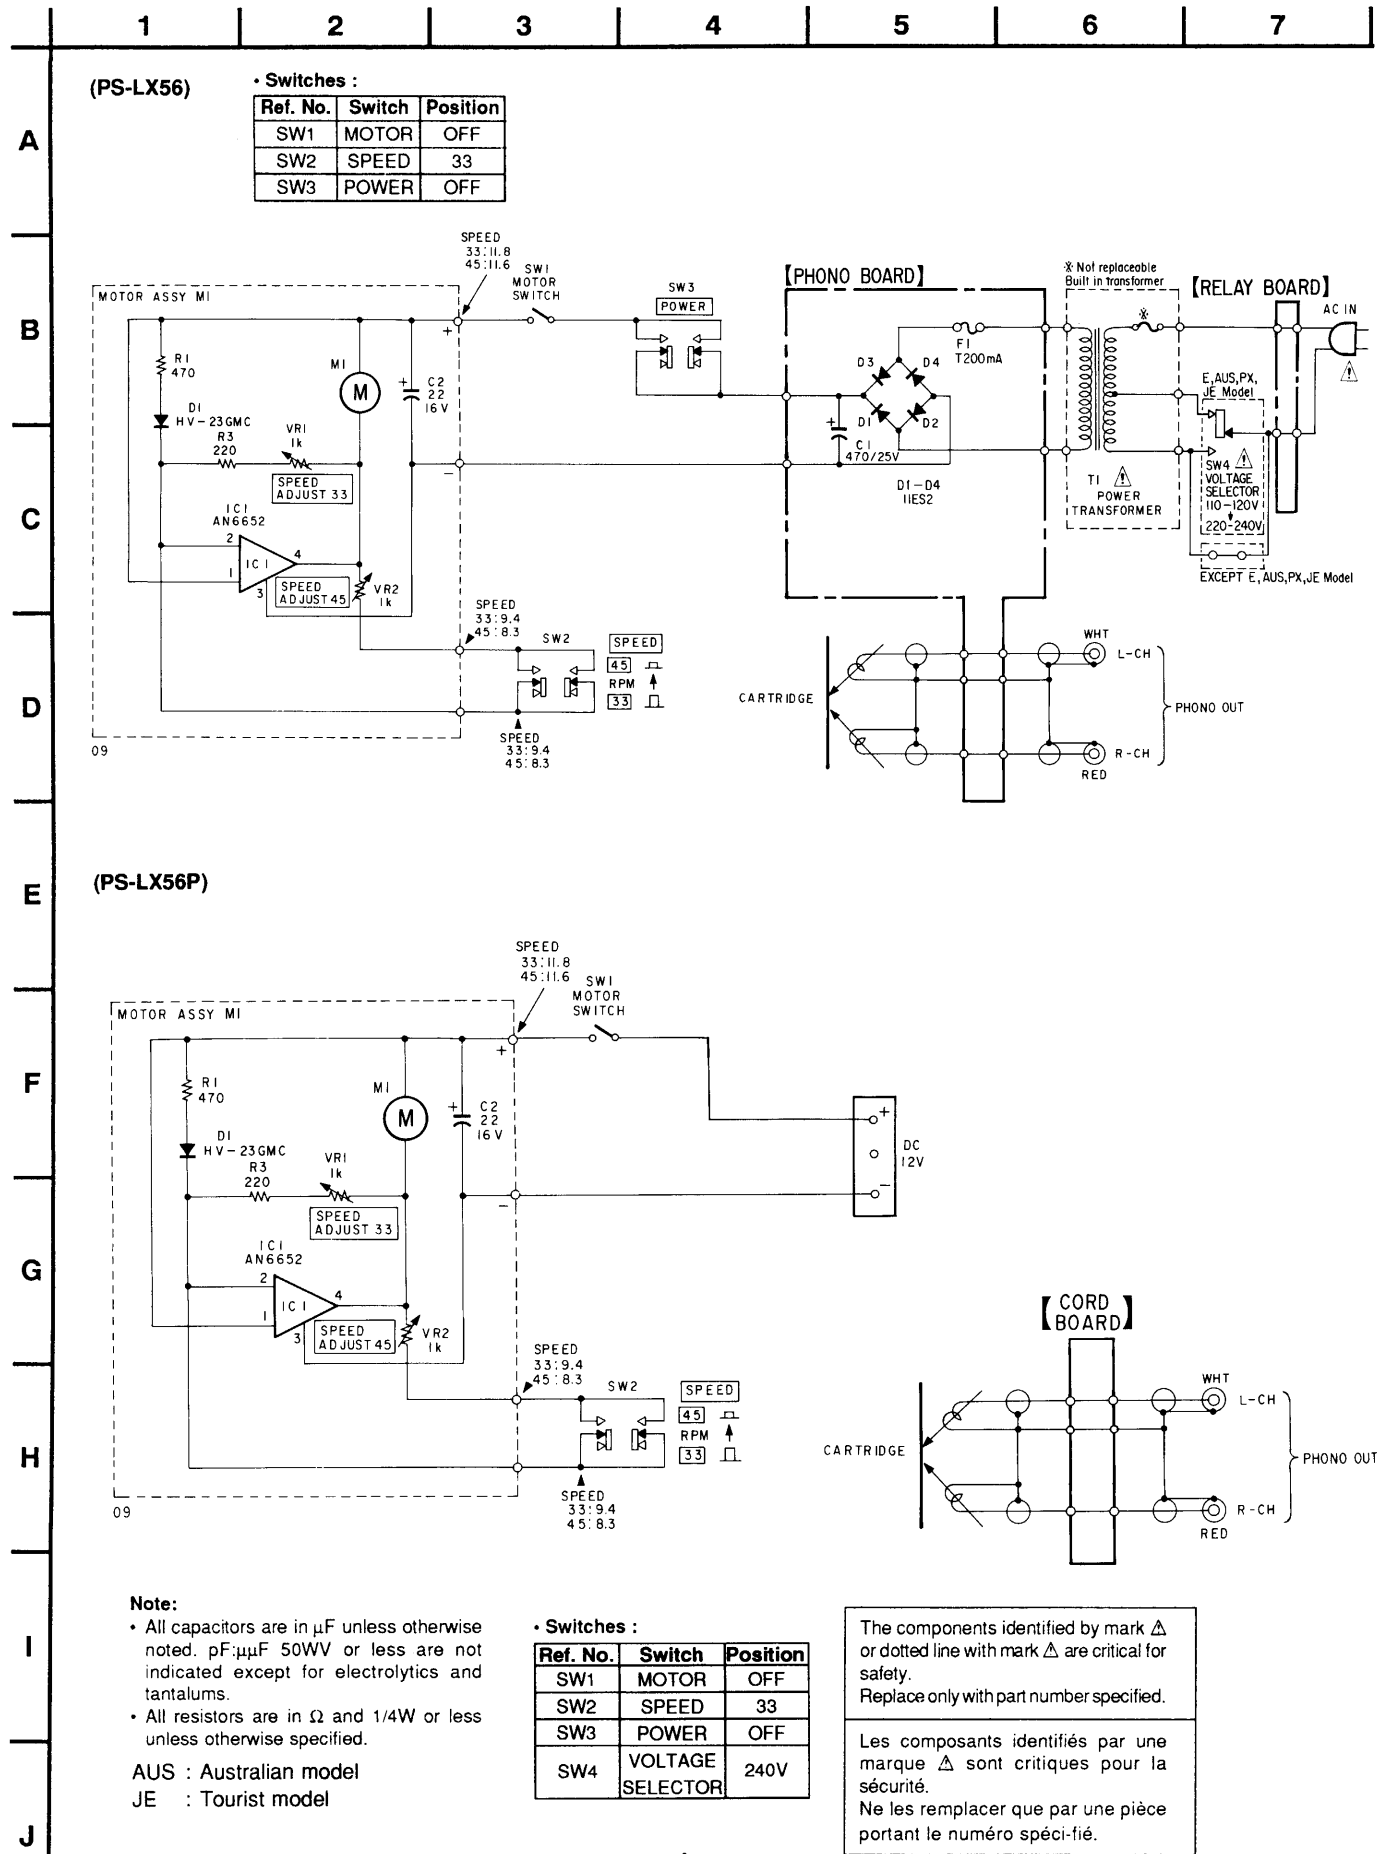 1 2 3 4 5 6 7
A
B
C
D
E
F
G
H
I
J
(PS-LX56)
• Switches :
Ref. No. Switch Position
SW1 MOTOR OFF
SW2 SPEED 33
SW3 POWER OFF
MOTOR ASSY M1
R1
470
D1
HV-23GMC
R3
220
VR1
1k
SPEED
ADJUST 33
M1
M
+
C2
22
16V
IC1
AN6652
2
1
IC1
4
3
SPEED
ADJUST 45
VR2
1k
09
SPEED
33:11.8
45:11.6
+
−
SW1
MOTOR
SWITCH
SW3
POWER
SPEED
33:9.4
45:8.3
SW2
SPEED
45
RPM
33
SPEED
33:9.4
45:8.3
【PHONO BOARD】
F1
T200mA
D3 D4
D1 D2
+
C1
470/25V
D1-D4
11ES2
※ Not replaceable
Built in transformer
※
T1 ⚠
POWER
TRANSFORMER
【RELAY BOARD】
AC IN
⚠
E,AUS,PX,
JE Model
SW4 ⚠
VOLTAGE
SELECTOR
110-120V
220-240V
EXCEPT E,AUS,PX,JE Model
CARTRIDGE
WHT
L-CH
PHONO OUT
R-CH
RED
(PS-LX56P)
MOTOR ASSY M1
R1
470
D1
HV-23GMC
R3
220
VR1
1k
SPEED
ADJUST 33
M1
M
+
C2
22
16V
IC1
AN6652
2
1
IC1
4
3
SPEED
ADJUST 45
VR2
1k
09
SPEED
33:11.8
45:11.6
+
−
SW1
MOTOR
SWITCH
+
−
DC
12V
SPEED
33:9.4
45:8.3
SW2
SPEED
45
RPM
33
SPEED
33:9.4
45:8.3
【CORD
BOARD】
CARTRIDGE
WHT
L-CH
PHONO OUT
R-CH
RED
Note:
• All capacitors are in µF unless otherwise
noted. pF:µµF 50WV or less are not
indicated except for electrolytics and
tantalums.
• All resistors are in Ω and 1/4W or less
unless otherwise specified.
AUS : Australian model
JE : Tourist model
• Switches :
Ref. No. Switch Position
SW1 MOTOR OFF
SW2 SPEED 33
SW3 POWER OFF
SW4 VOLTAGE SELECTOR 240V
The components identified by mark ⚠
or dotted line with mark ⚠ are critical for
safety.
Replace only with part number specified.
Les composants identifiés par une
marque ⚠ sont critiques pour la
sécurité.
Ne les remplacer que par une pièce
portant le numéro spéci-fié.